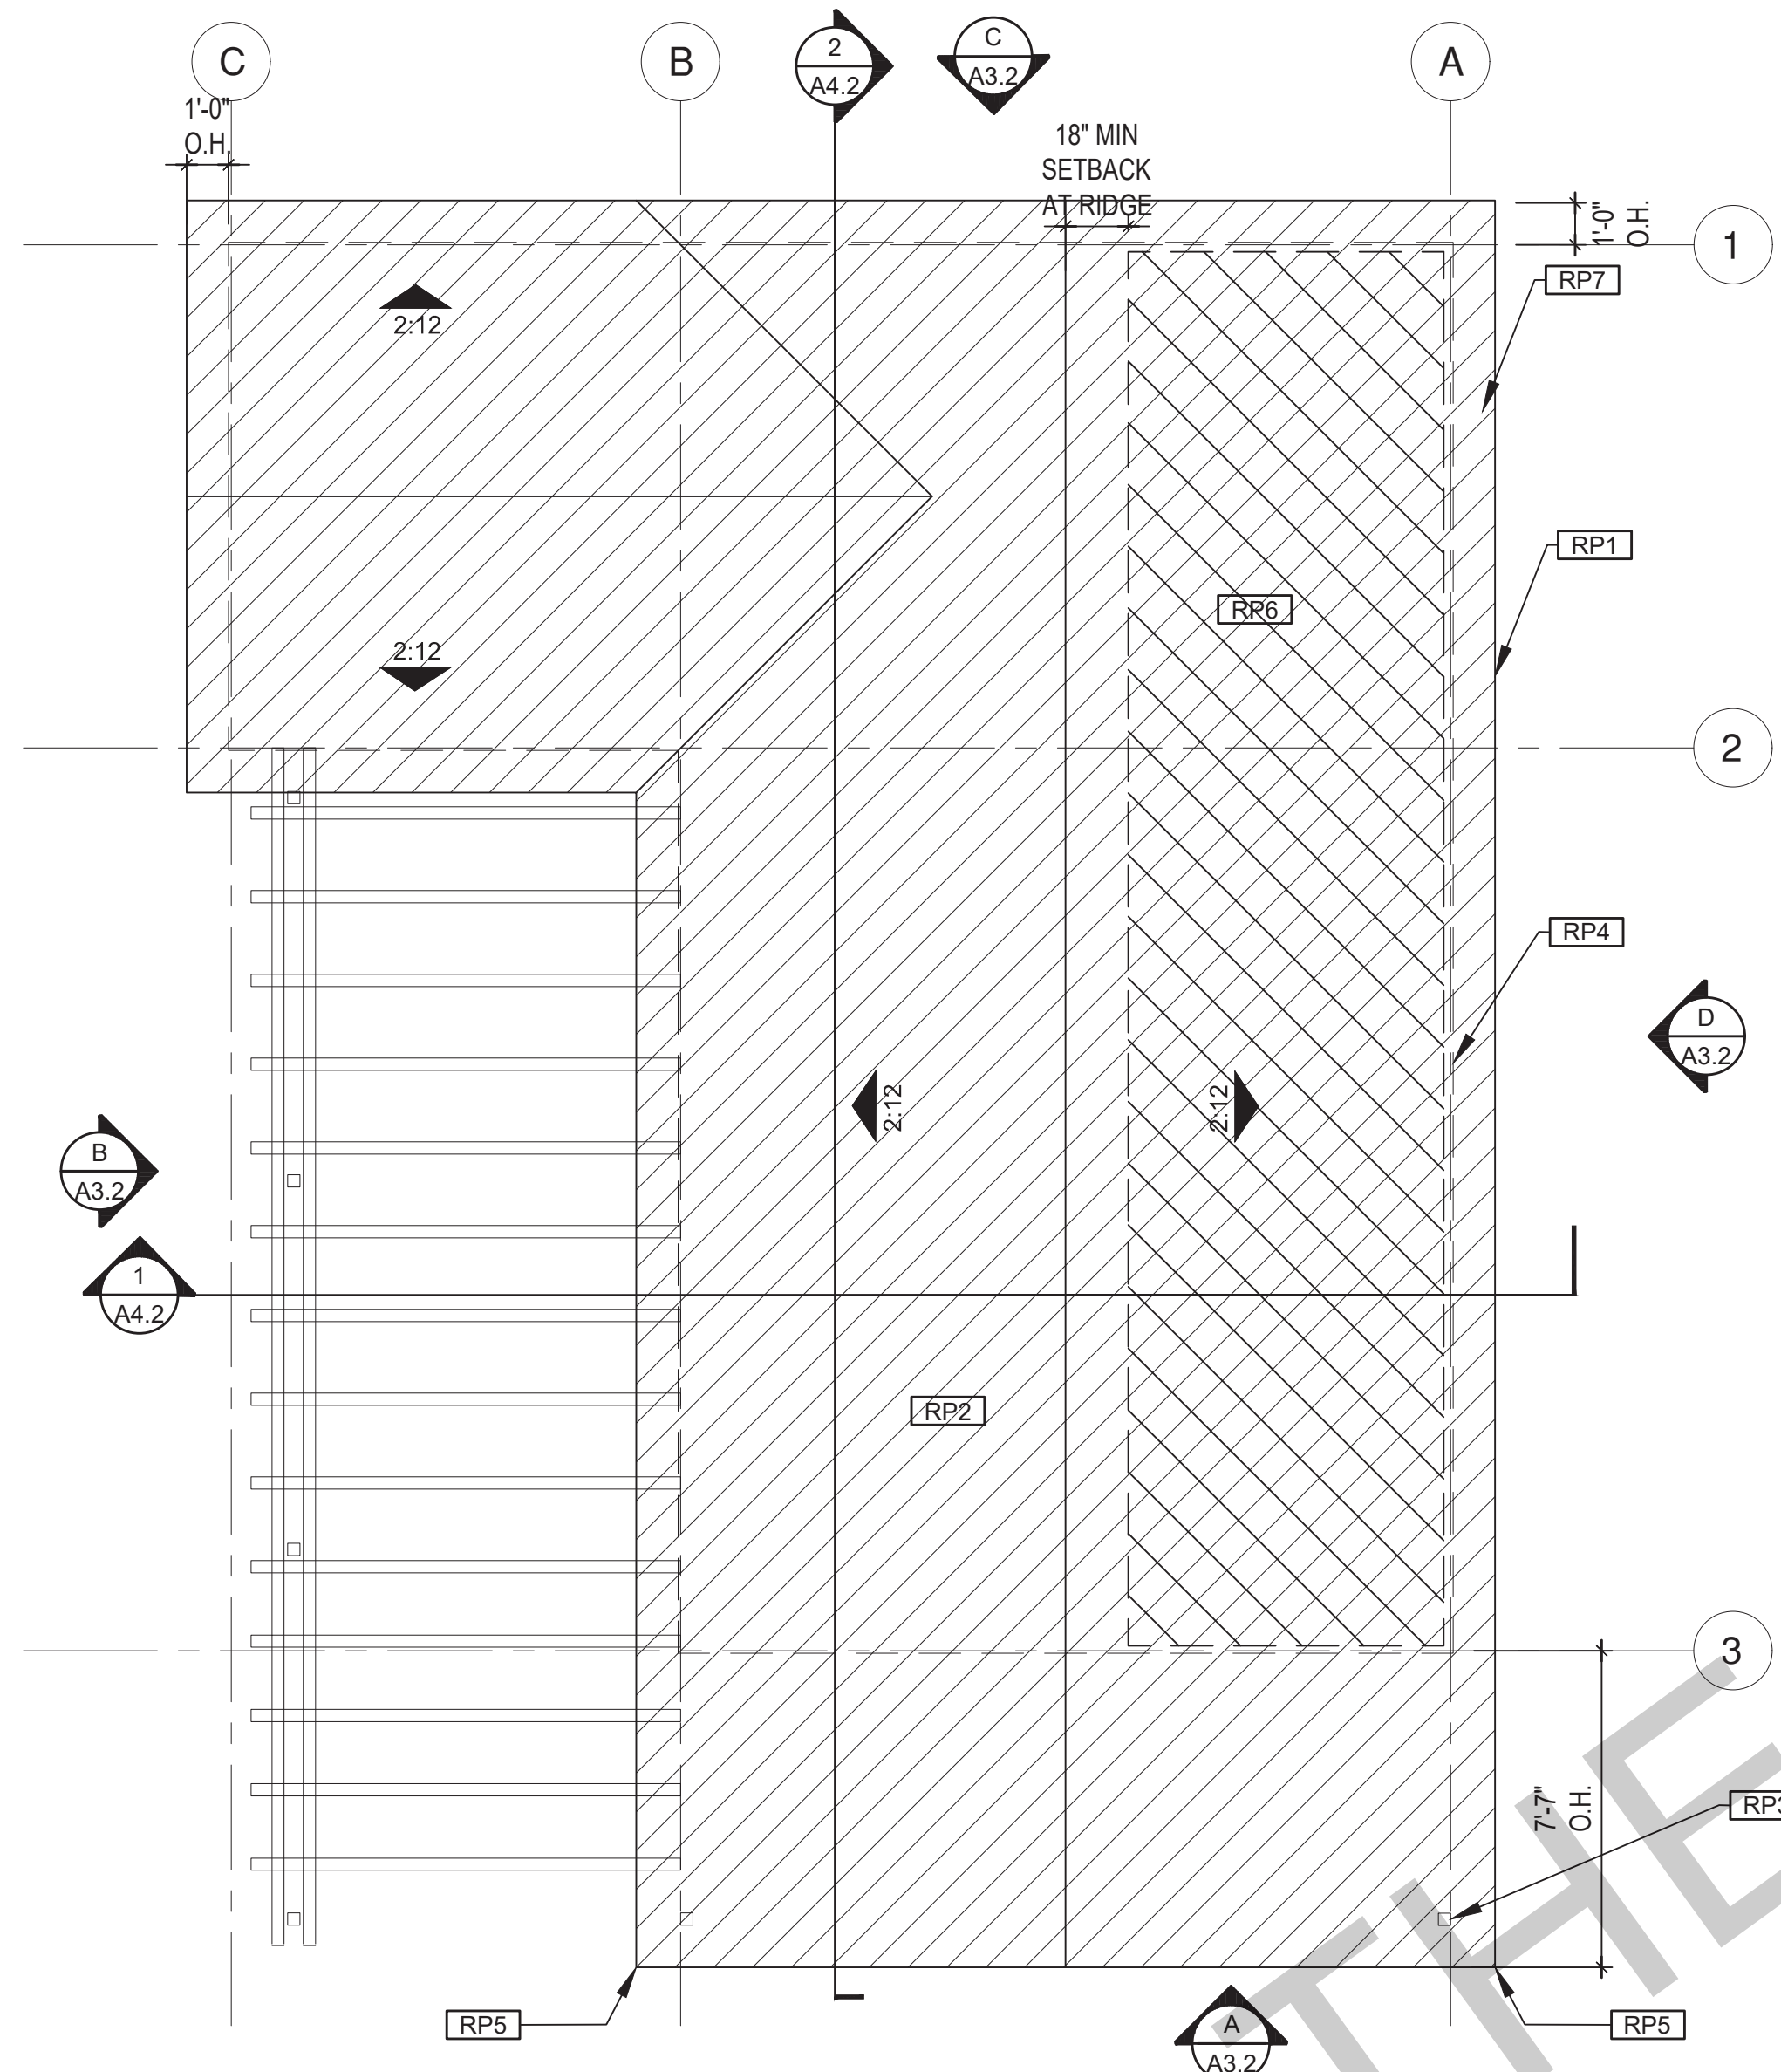 C
B
2
A4.2
C
A3.2
A
1'-0"
O.H.
18" MIN
SETBACK
AT RIDGE
1'-0"
O.H.
1
RP7
2:12
RP1
RP6
2:12
2
RP4
D
A3.2
2:12
2:12
B
A3.2
1
A4.2
RP2
3
7'-7"
O.H.
RP3
RP5
A
A3.2
RP5
THE